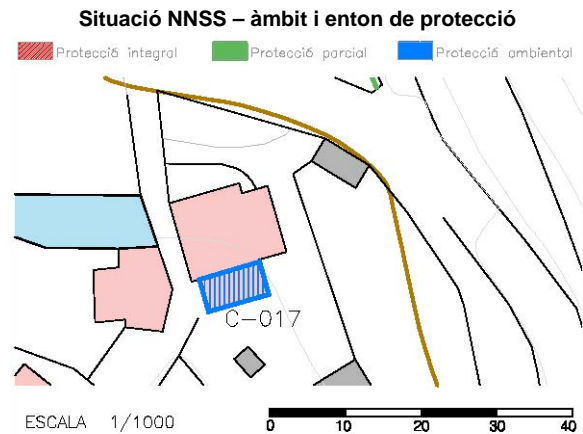 Situació NNSS – àmbit i enton de protecció
Protecció integral Protecció parcial Protecció ambiental
C-017
ESCALA 1/1000
0 10 20 30 40